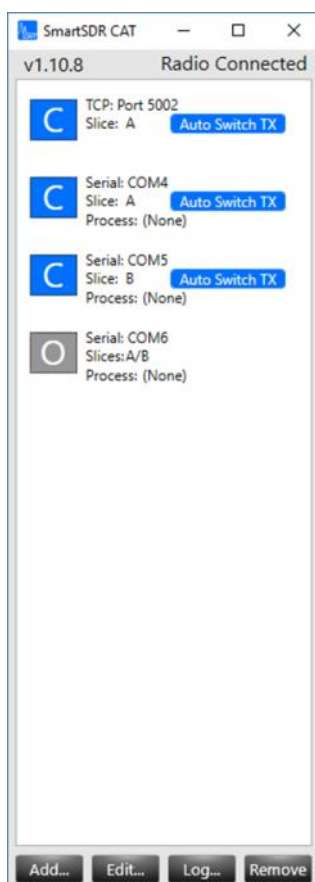 SmartSDR CAT
v1.10.8 Radio Connected
C
TCP: Port 5002
Slice: A Auto Switch TX
C
Serial: COM4
Slice: A Auto Switch TX
Process: (None)
C
Serial: COM5
Slice: B Auto Switch TX
Process: (None)
O
Serial: COM6
Slices:A/B
Process: (None)
Add... Edit... Log... Remove